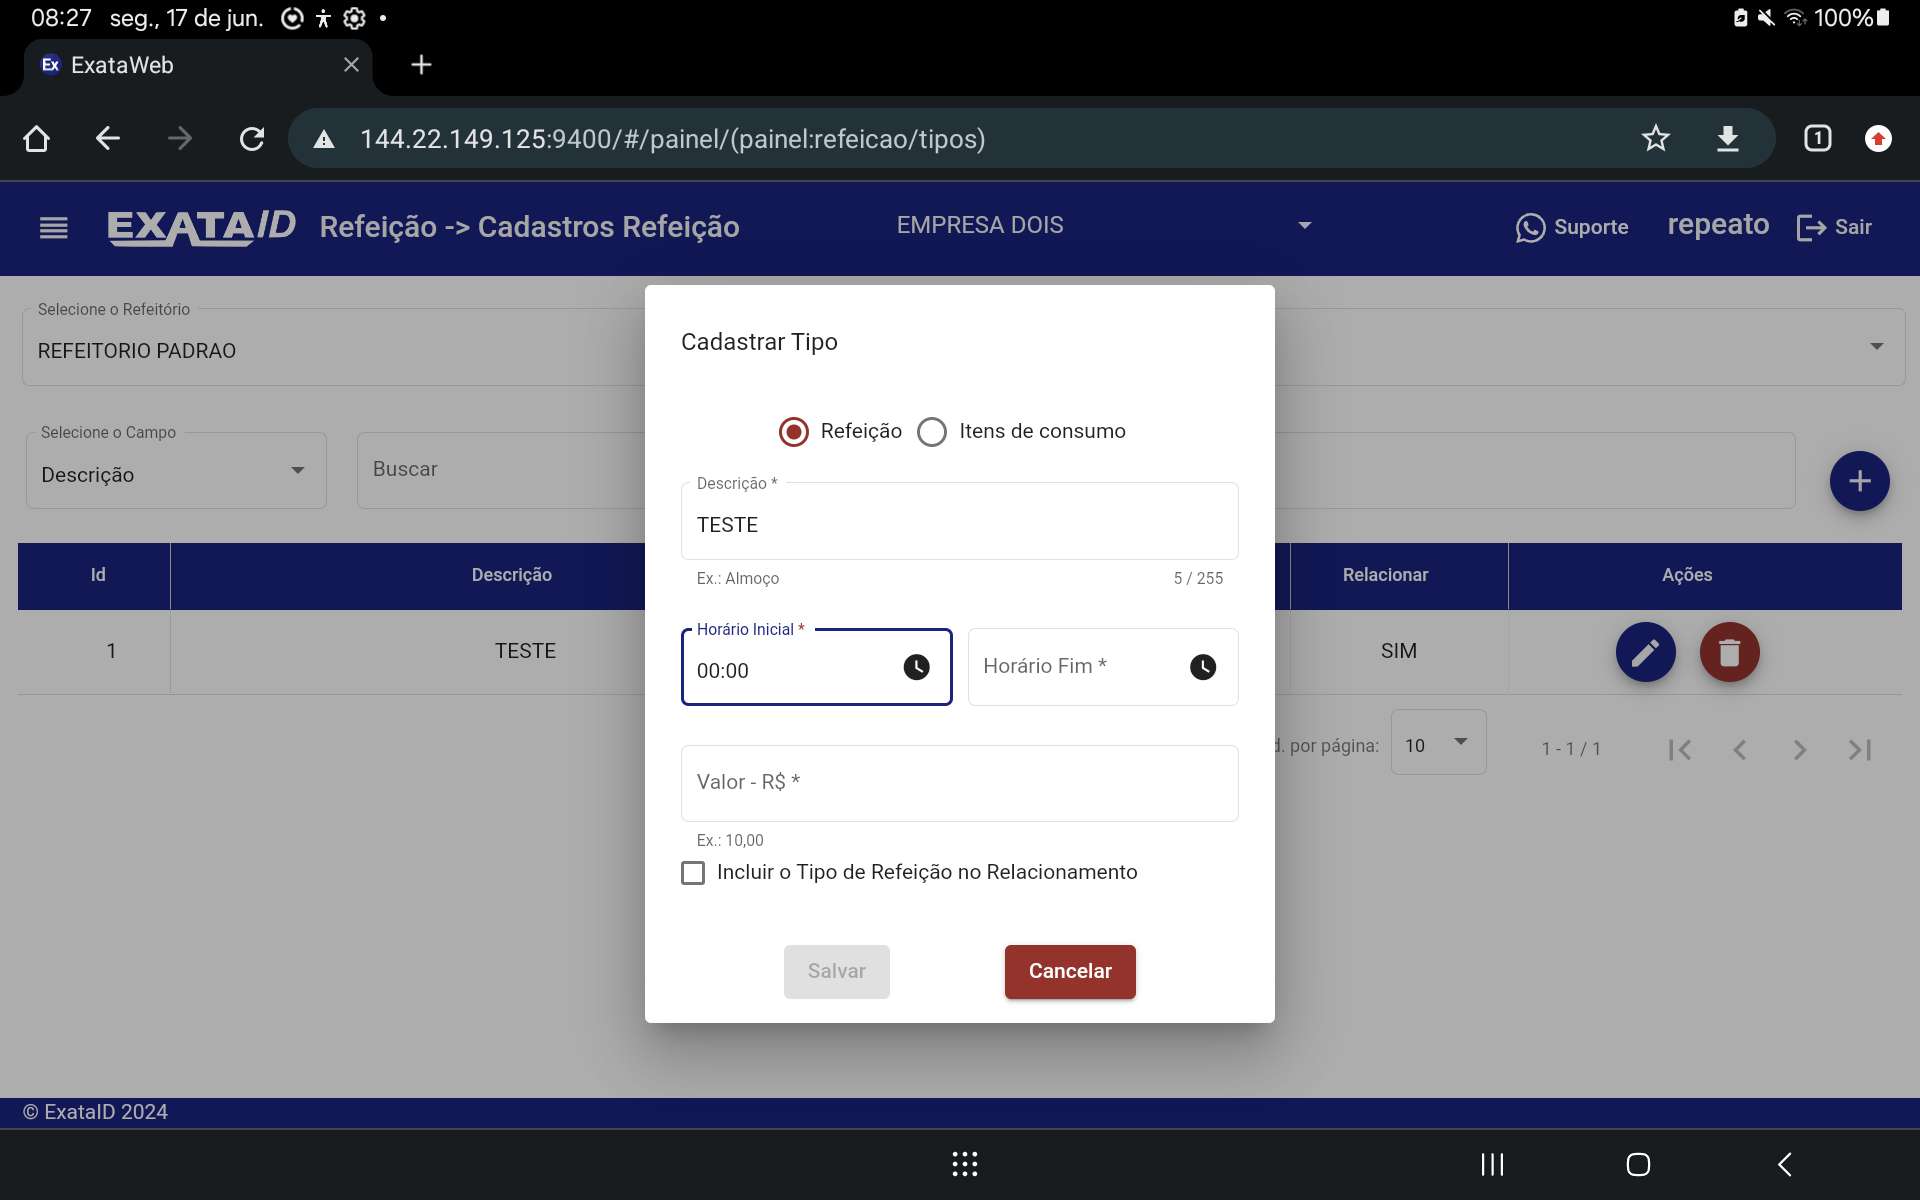 08:27 seg., 17 de jun. 100%
Ex ExataWeb
144.22.149.125:9400/#/painel/(painel:refeicao/tipos) 1
EXATAID Refeição -> Cadastros Refeição EMPRESA DOIS Suporte repeato Sair
Selecione o Refeitório
REFEITORIO PADRAO
Selecione o Campo
Descrição
Buscar
Id Descrição Relacionar Ações
1 TESTE SIM
d. por página: 10 1 - 1 / 1
Cadastrar Tipo
Refeição Itens de consumo
Descrição *
TESTE
Ex.: Almoço 5 / 255
Horário Inicial *
00:00
Horário Fim *
Valor - R$ *
Ex.: 10,00
Incluir o Tipo de Refeição no Relacionamento
Salvar Cancelar
© ExataID 2024